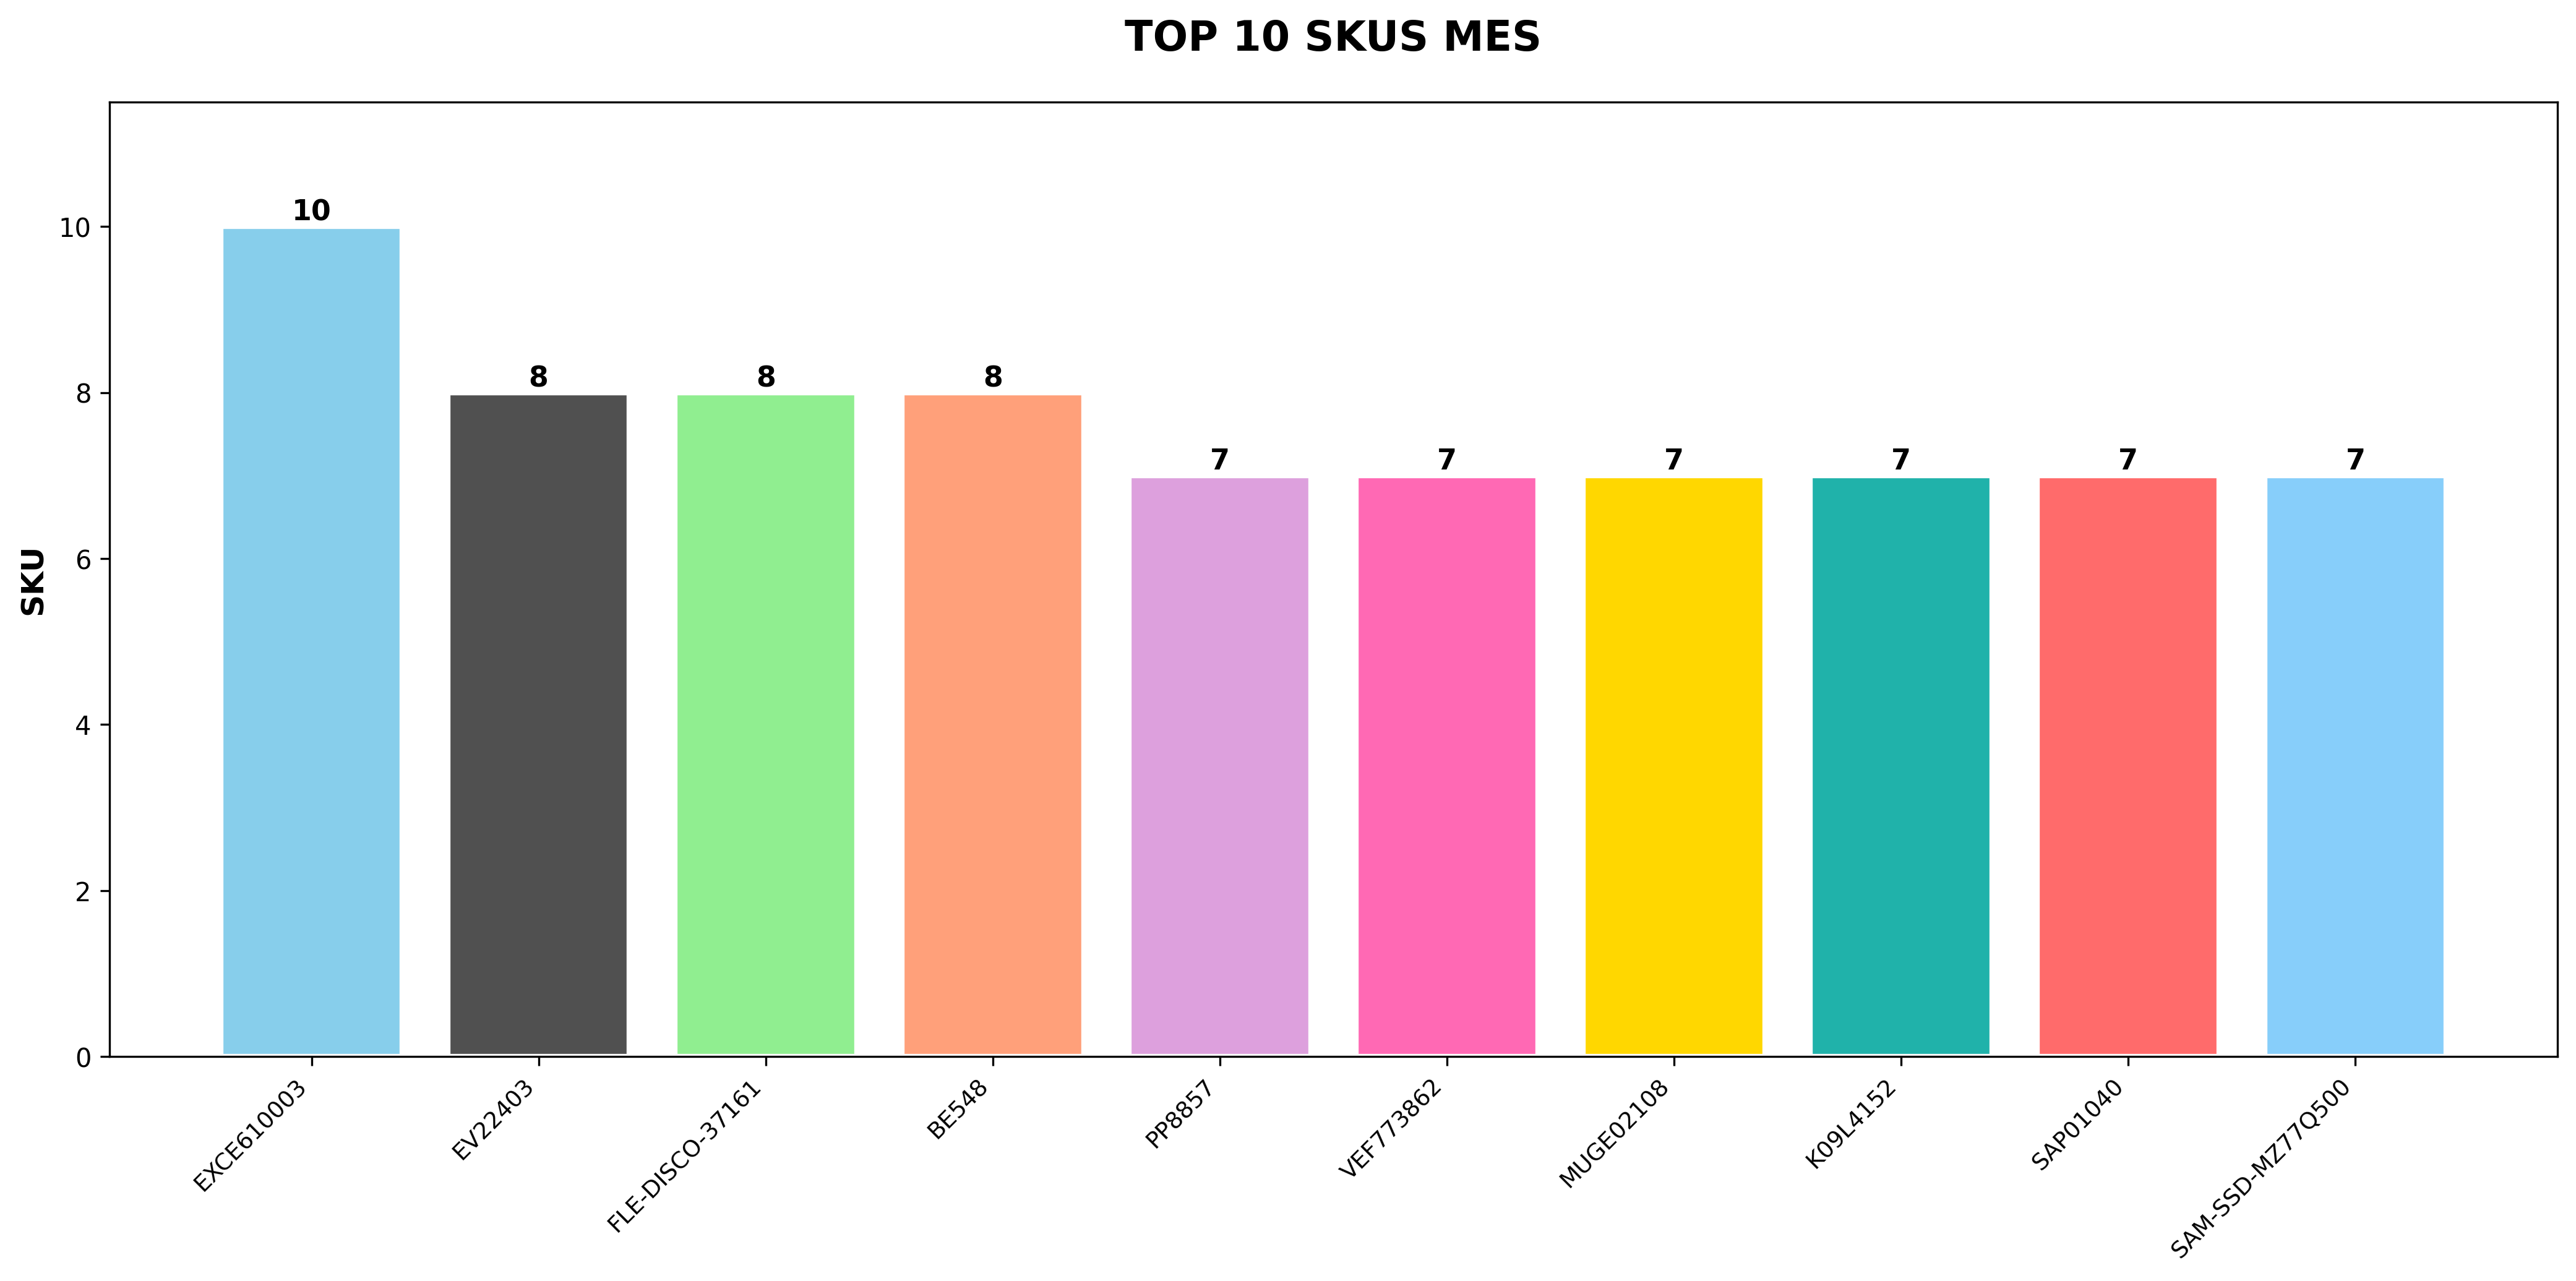 TOP 10 SKUS MES
SKU
10
8
6
4
2
0
10
8
8
8
7
7
7
7
7
7
EXCE610003
EV22403
FLE-DISCO-37161
BE548
PP8857
VEF773862
MUGE02108
K09L4152
SAP01040
SAM-SSD-MZ77Q500